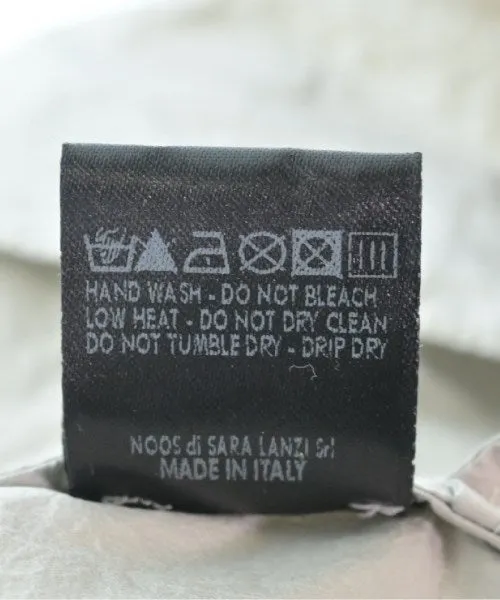 HAND WASH - DO NOT BLEACH
LOW HEAT - DO NOT DRY CLEAN
DO NOT TUMBLE DRY - DRIP DRY
NOOS di SARA LANZI Srl
MADE IN ITALY